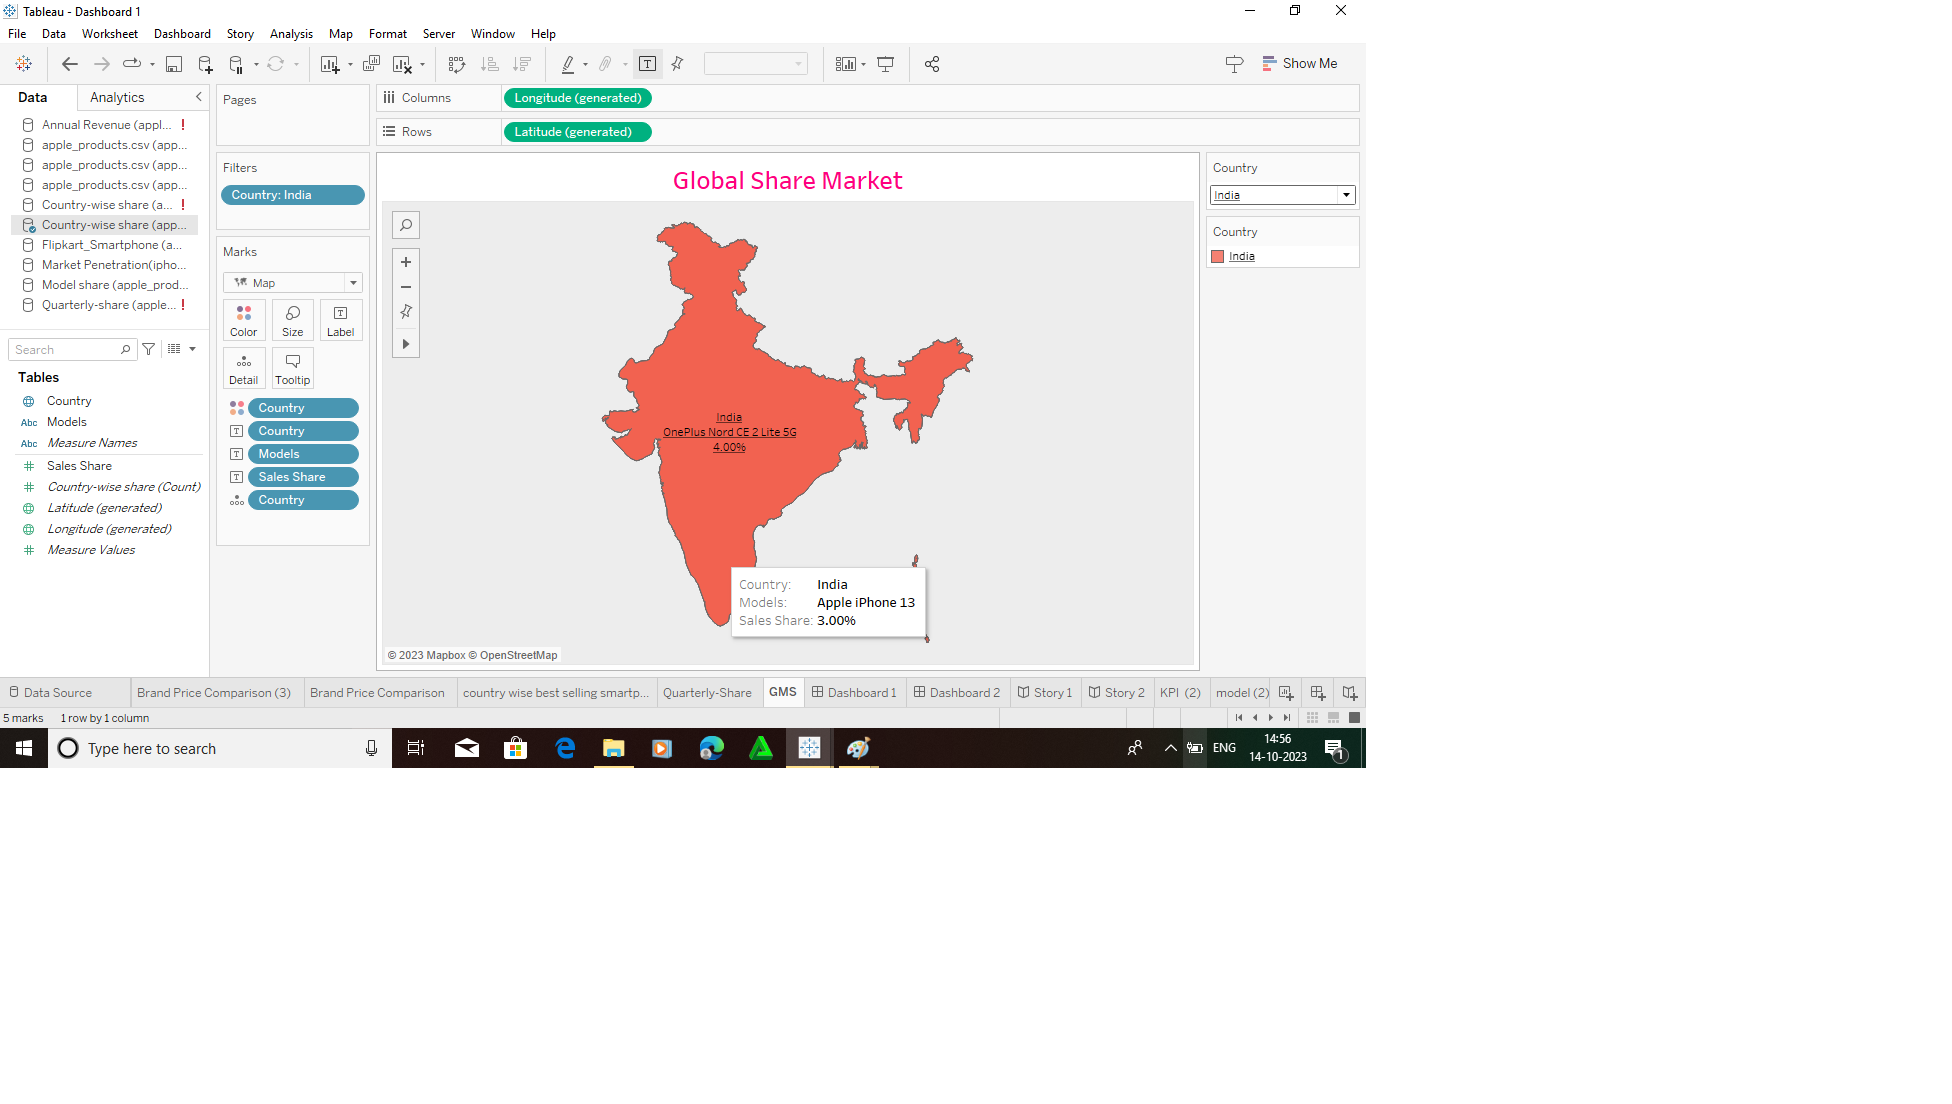 Tableau - Dashboard 1
File Data Worksheet Dashboard Story Analysis Map Format Server Window Help
Show Me
Data Analytics
Annual Revenue (appl... !
apple_products.csv (app...
apple_products.csv (app...
apple_products.csv (app...
Country-wise share (a... !
Country-wise share (app...
Flipkart_Smartphone (a...
Market Penetration(ipho...
Model share (apple_prod...
Quarterly-share (apple... !
Search
Tables
Country
Abc Models
Abc Measure Names
Sales Share
Country-wise share (Count)
Latitude (generated)
Longitude (generated)
Measure Values
Pages
Filters
Country: India
Marks
Map
Color Size Label
Detail Tooltip
Country
Country
Models
Sales Share
Country
Columns Longitude (generated)
Rows Latitude (generated)
Global Share Market
India
OnePlus Nord CE 2 Lite 5G
4.00%
Country: India
Models: Apple iPhone 13
Sales Share: 3.00%
© 2023 Mapbox © OpenStreetMap
Country
India
Country
India
Data Source Brand Price Comparison (3) Brand Price Comparison country wise best selling smartp... Quarterly-Share GMS Dashboard 1 Dashboard 2 Story 1 Story 2 KPI (2) model (2)
5 marks 1 row by 1 column
Type here to search
ENG
14:56
14-10-2023
1